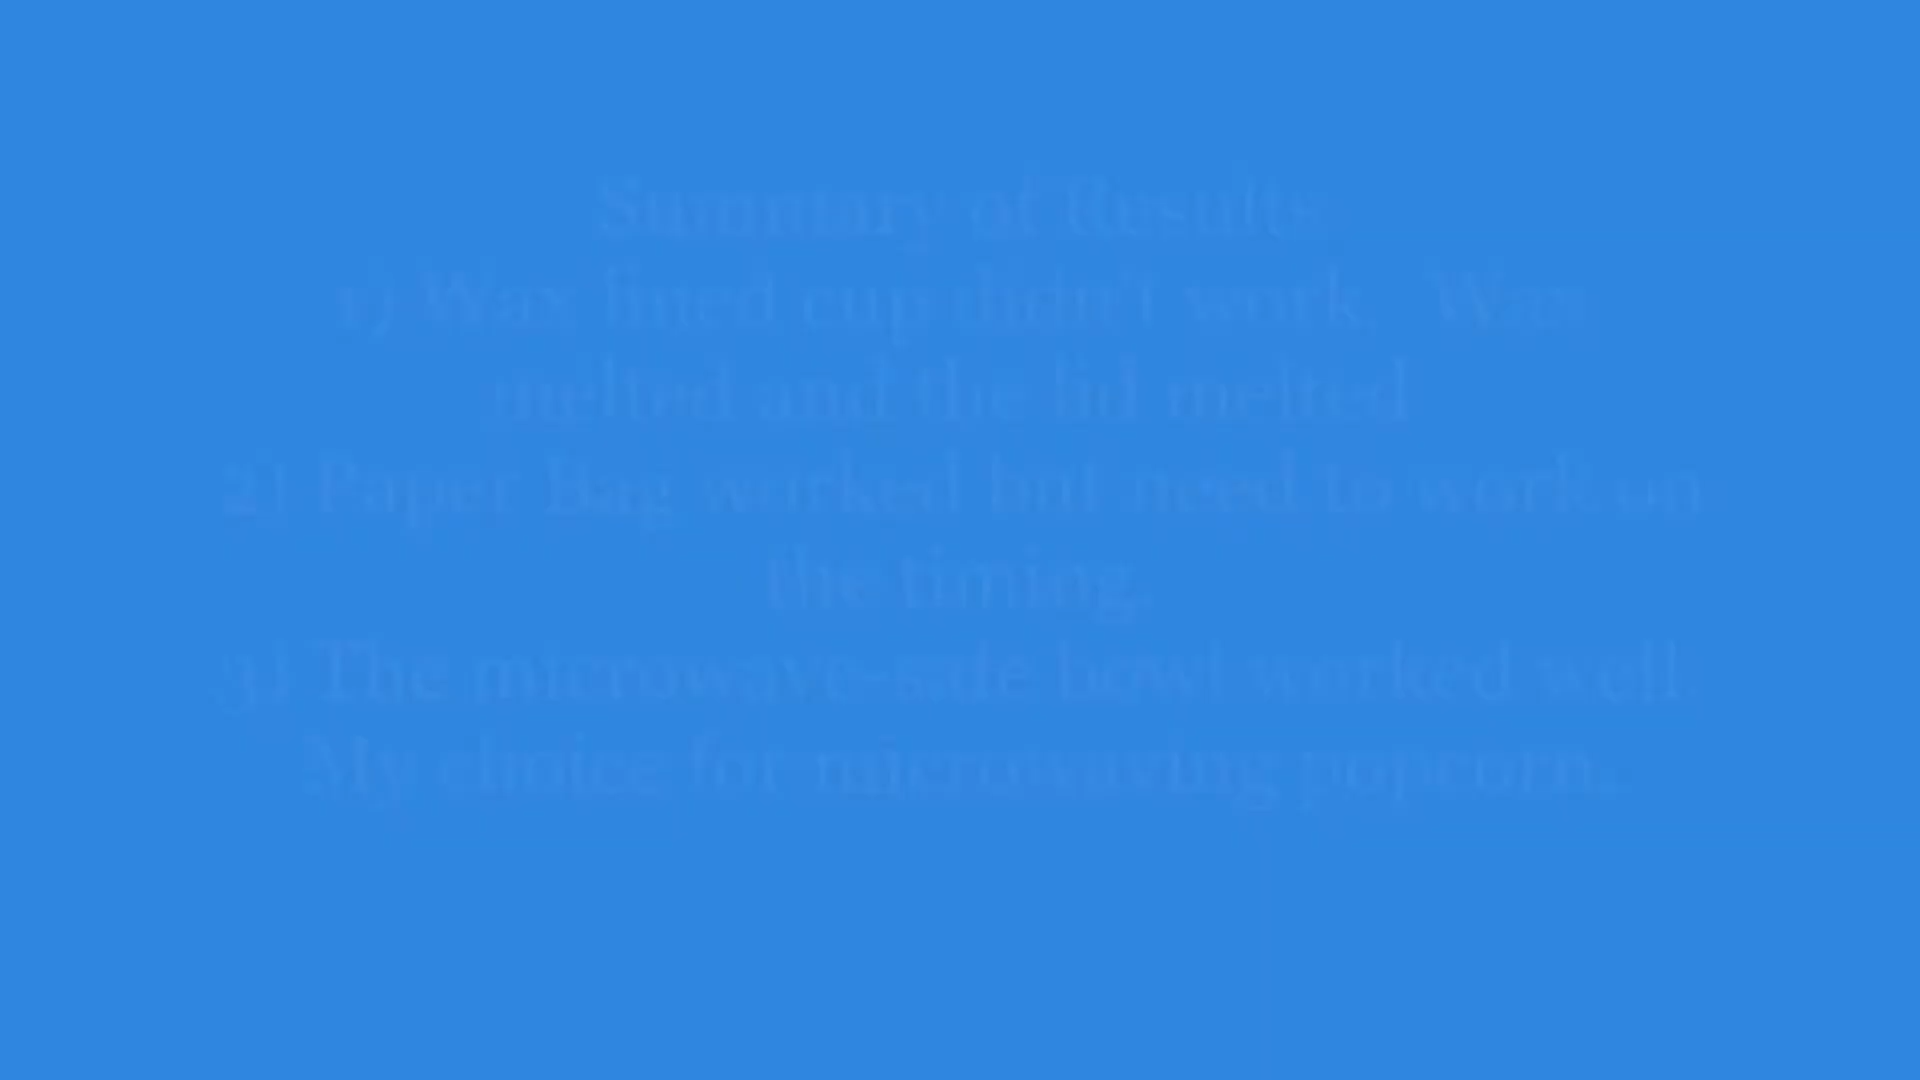 Summary of Results
1) Wax lined cup didn't work. Wax
melted and the lid melted
2) Paper Bag worked but need to work on
the timing.
3) The microwave-safe bowl worked well
My choice for microwaving popcorn.